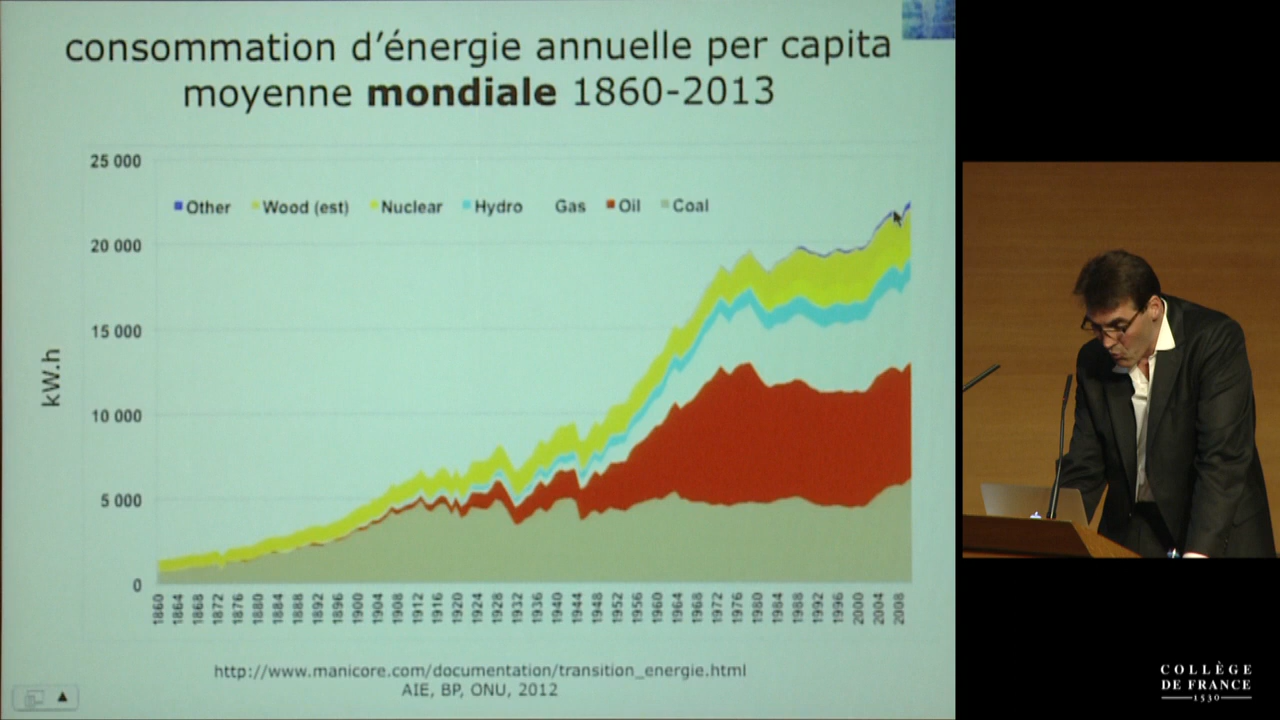 consommation d'énergie annuelle per capita
moyenne mondiale 1860-2013
25 000
Other Wood (est) Nuclear Hydro Gas Oil Coal
20 000
15 000
kW.h
10 000
5 000
0
1860 1864 1868 1872 1876 1880 1884 1888 1892 1896 1900 1904 1908 1912 1916 1920 1924 1928 1932 1936 1940 1944 1948 1952 1956 1960 1964 1968 1972 1976 1980 1984 1988 1992 1996 2000 2004 2008
http://www.manicore.com/documentation/transition_energie.html
AIE, BP, ONU, 2012
COLLÈGE
DE FRANCE
1530